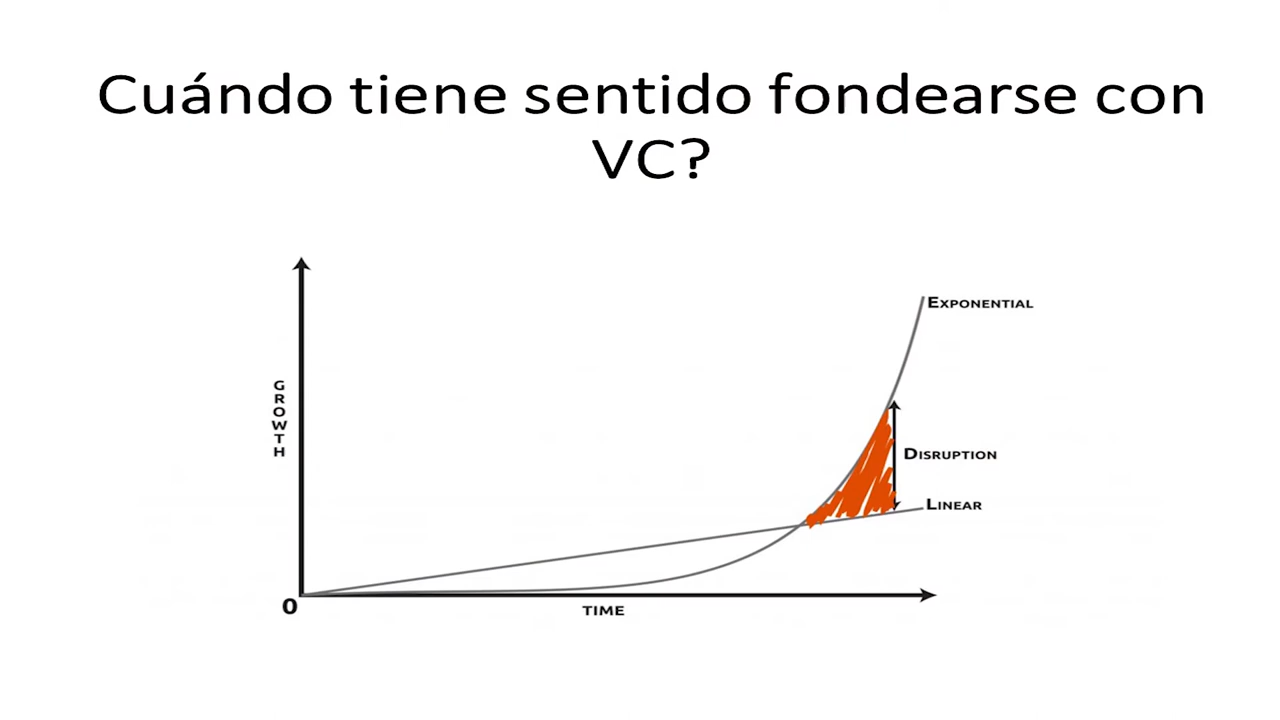 Cuándo tiene sentido fondearse con
VC?
EXPONENTIAL
GROWTH
DISRUPTION
LINEAR
0
TIME